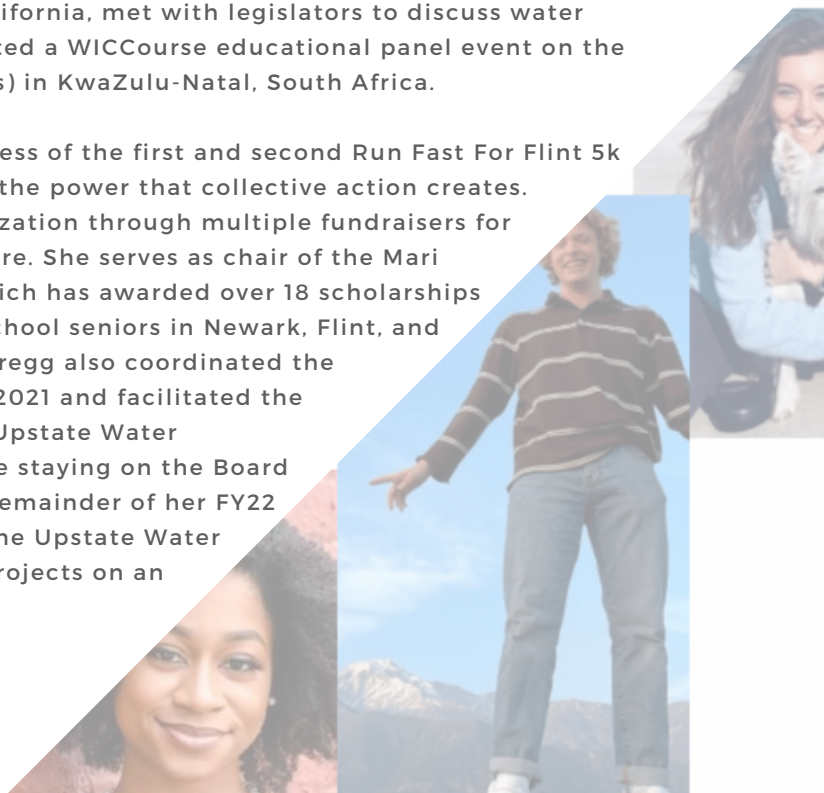 ifornia, met with legislators to discuss water
ted a WICCourse educational panel event on the
s) in KwaZulu-Natal, South Africa.
ess of the first and second Run Fast For Flint 5k
the power that collective action creates.
zation through multiple fundraisers for
re. She serves as chair of the Mari
ich has awarded over 18 scholarships
chool seniors in Newark, Flint, and
regg also coordinated the
2021 and facilitated the
Upstate Water
e staying on the Board
emainder of her FY22
he Upstate Water
rojects on an